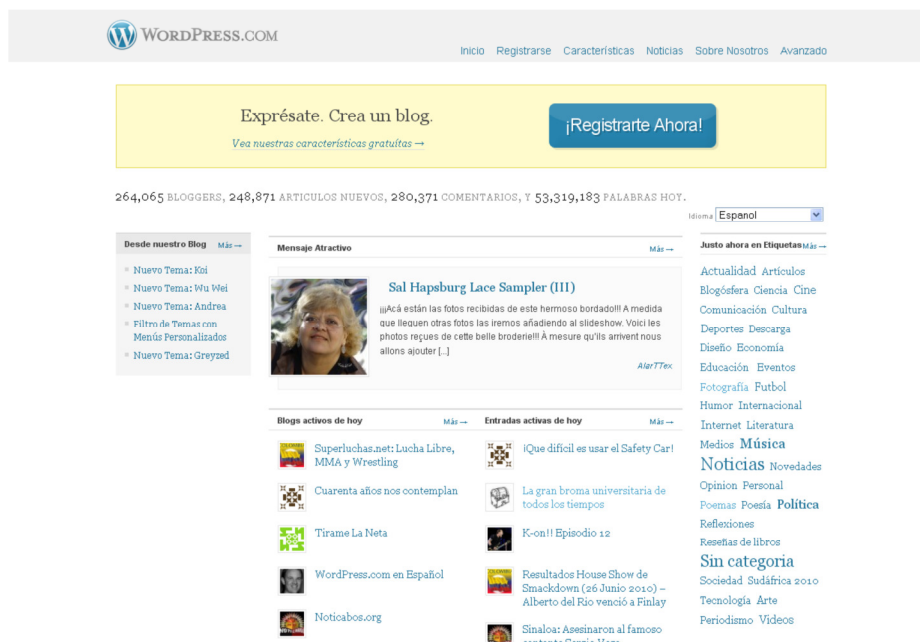 WORDPRESS.COM
Inicio Registrarse Características Noticias Sobre Nosotros Avanzado
Exprésate. Crea un blog.
Vea nuestras características gratuitas →
¡Registrarte Ahora!
264,065 BLOGGERS, 248,871 ARTICULOS NUEVOS, 280,371 COMENTARIOS, Y 53,319,183 PALABRAS HOY.
Idioma Espanol
Desde nuestro Blog Más →
Nuevo Tema: Koi
Nuevo Tema: Wu Wei
Nuevo Tema: Andrea
Filtro de Temas con
Menús Personalizados
Nuevo Tema: Greyzed
Mensaje Atractivo Más →
Sal Hapsburg Lace Sampler (III)
¡¡¡Acá están las fotos recibidas de este hermoso bordado!!! A medida
que lleguen otras fotos las iremos añadiendo al slideshow. Voici les
photos reçues de cette belle broderie!!! À mesure qu'ils arrivent nous
allons ajouter [...]
AlarTTex
Blogs activos de hoy Más →
Superluchas.net: Lucha Libre,
MMA y Wrestling
Cuarenta años nos contemplan
Tirame La Neta
WordPress.com en Español
Noticabos.org
Entradas activas de hoy Más →
¡Que difícil es usar el Safety Car!
La gran broma universitaria de
todos los tiempos
K-on!! Episodio 12
Resultados House Show de
Smackdown (26 Junio 2010) –
Alberto del Rio venció a Finlay
Sinaloa: Asesinaron al famoso
Justo ahora en Etiquetas Más →
Actualidad Artículos
Blogósfera Ciencia Cine
Comunicación Cultura
Deportes Descarga
Diseño Economía
Educación Eventos
Fotografía Futbol
Humor Internacional
Internet Literatura
Medios Música
Noticias Novedades
Opinion Personal
Poemas Poesía Política
Reflexiones
Reseñas de libros
Sin categoria
Sociedad Sudáfrica 2010
Tecnología Arte
Periodismo Videos